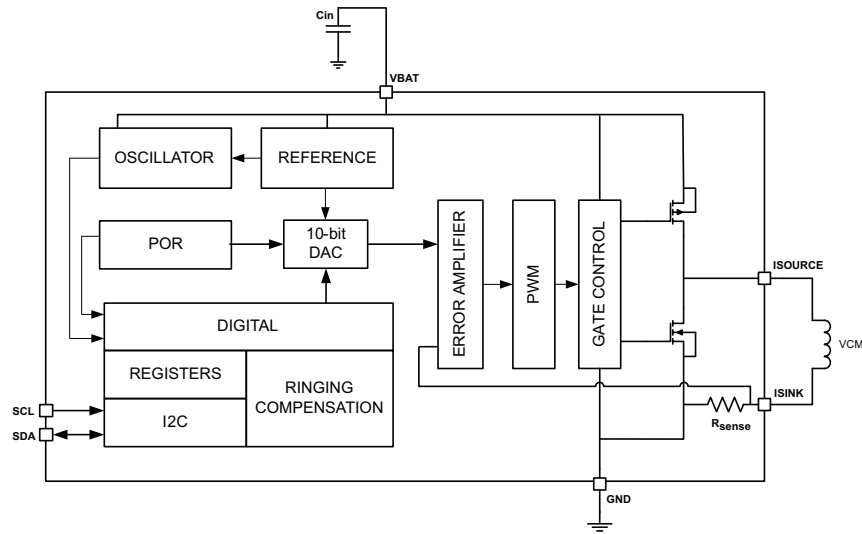 Cin
VBAT
OSCILLATOR
REFERENCE
POR
10-bit
DAC
ERROR AMPLIFIER
PWM
GATE CONTROL
ISOURCE
VCM
DIGITAL
REGISTERS
RINGING
COMPENSATION
I2C
SCL
SDA
ISINK
Rsense
GND